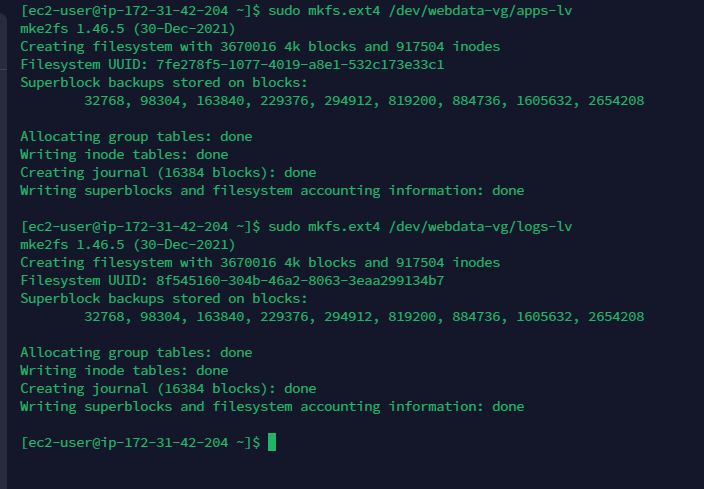 [ec2-user@ip-172-31-42-204 ~]$ sudo mkfs.ext4 /dev/webdata-vg/apps-lv
mke2fs 1.46.5 (30-Dec-2021)
Creating filesystem with 3670016 4k blocks and 917504 inodes
Filesystem UUID: 7fe278f5-1077-4019-a8e1-532c173e33c1
Superblock backups stored on blocks:
        32768, 98304, 163840, 229376, 294912, 819200, 884736, 1605632, 2654208

Allocating group tables: done
Writing inode tables: done
Creating journal (16384 blocks): done
Writing superblocks and filesystem accounting information: done

[ec2-user@ip-172-31-42-204 ~]$ sudo mkfs.ext4 /dev/webdata-vg/logs-lv
mke2fs 1.46.5 (30-Dec-2021)
Creating filesystem with 3670016 4k blocks and 917504 inodes
Filesystem UUID: 8f545160-304b-46a2-8063-3eaa299134b7
Superblock backups stored on blocks:
        32768, 98304, 163840, 229376, 294912, 819200, 884736, 1605632, 2654208

Allocating group tables: done
Writing inode tables: done
Creating journal (16384 blocks): done
Writing superblocks and filesystem accounting information: done

[ec2-user@ip-172-31-42-204 ~]$